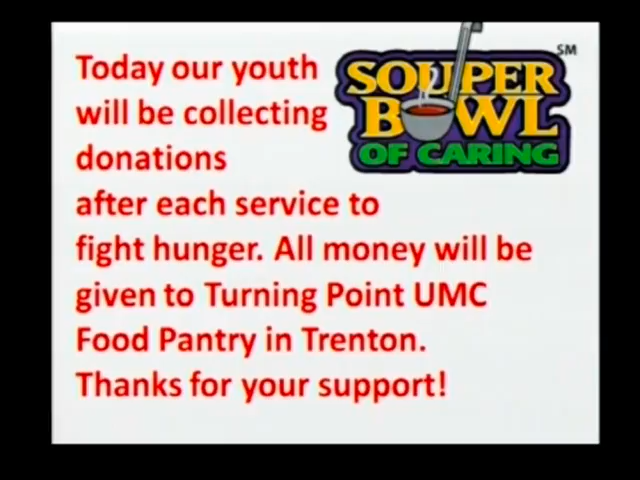 Today our youth
will be collecting
donations
after each service to
fight hunger. All money will be
given to Turning Point UMC
Food Pantry in Trenton.
Thanks for your support!
SOUPER
BOWL
OF CARING
SM